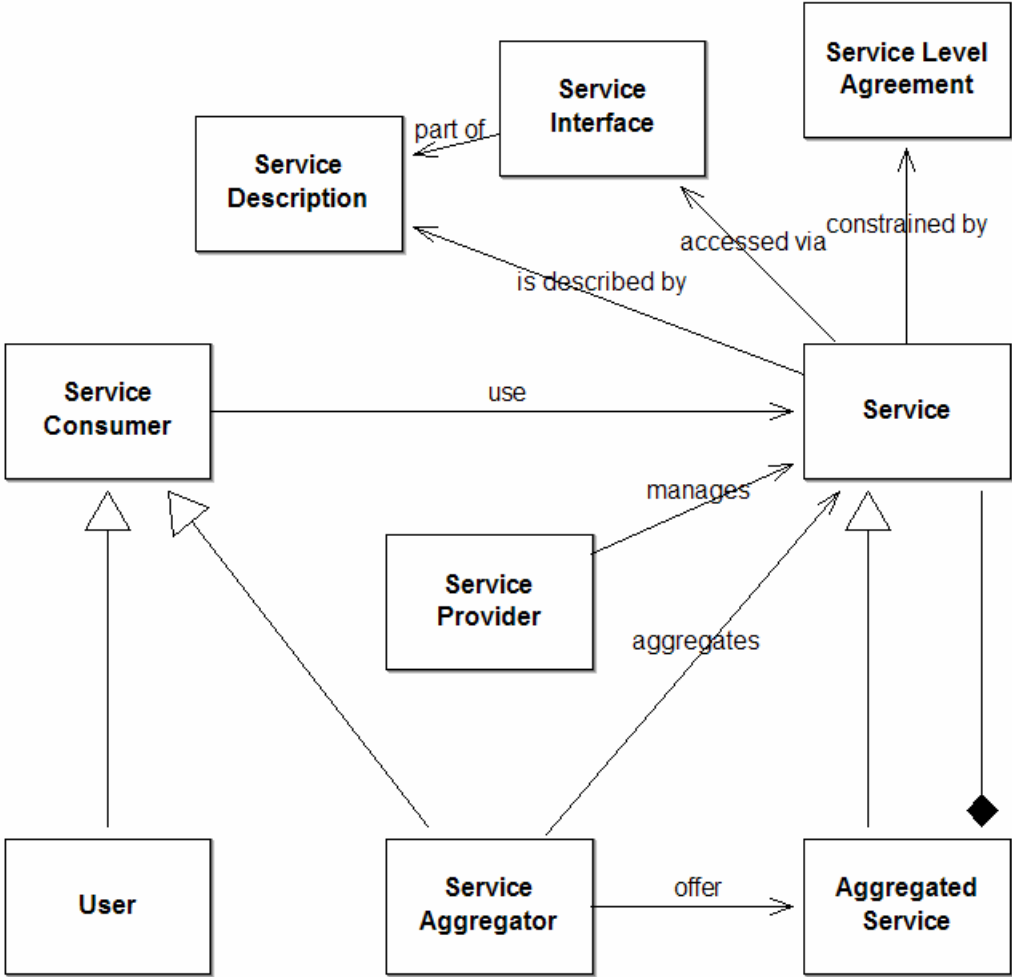 Service Level
Agreement
Service
Interface
part of
Service
Description
accessed via
constrained by
is described by
Service
Consumer
use
Service
manages
Service
Provider
aggregates
User
Service
Aggregator
offer
Aggregated
Service